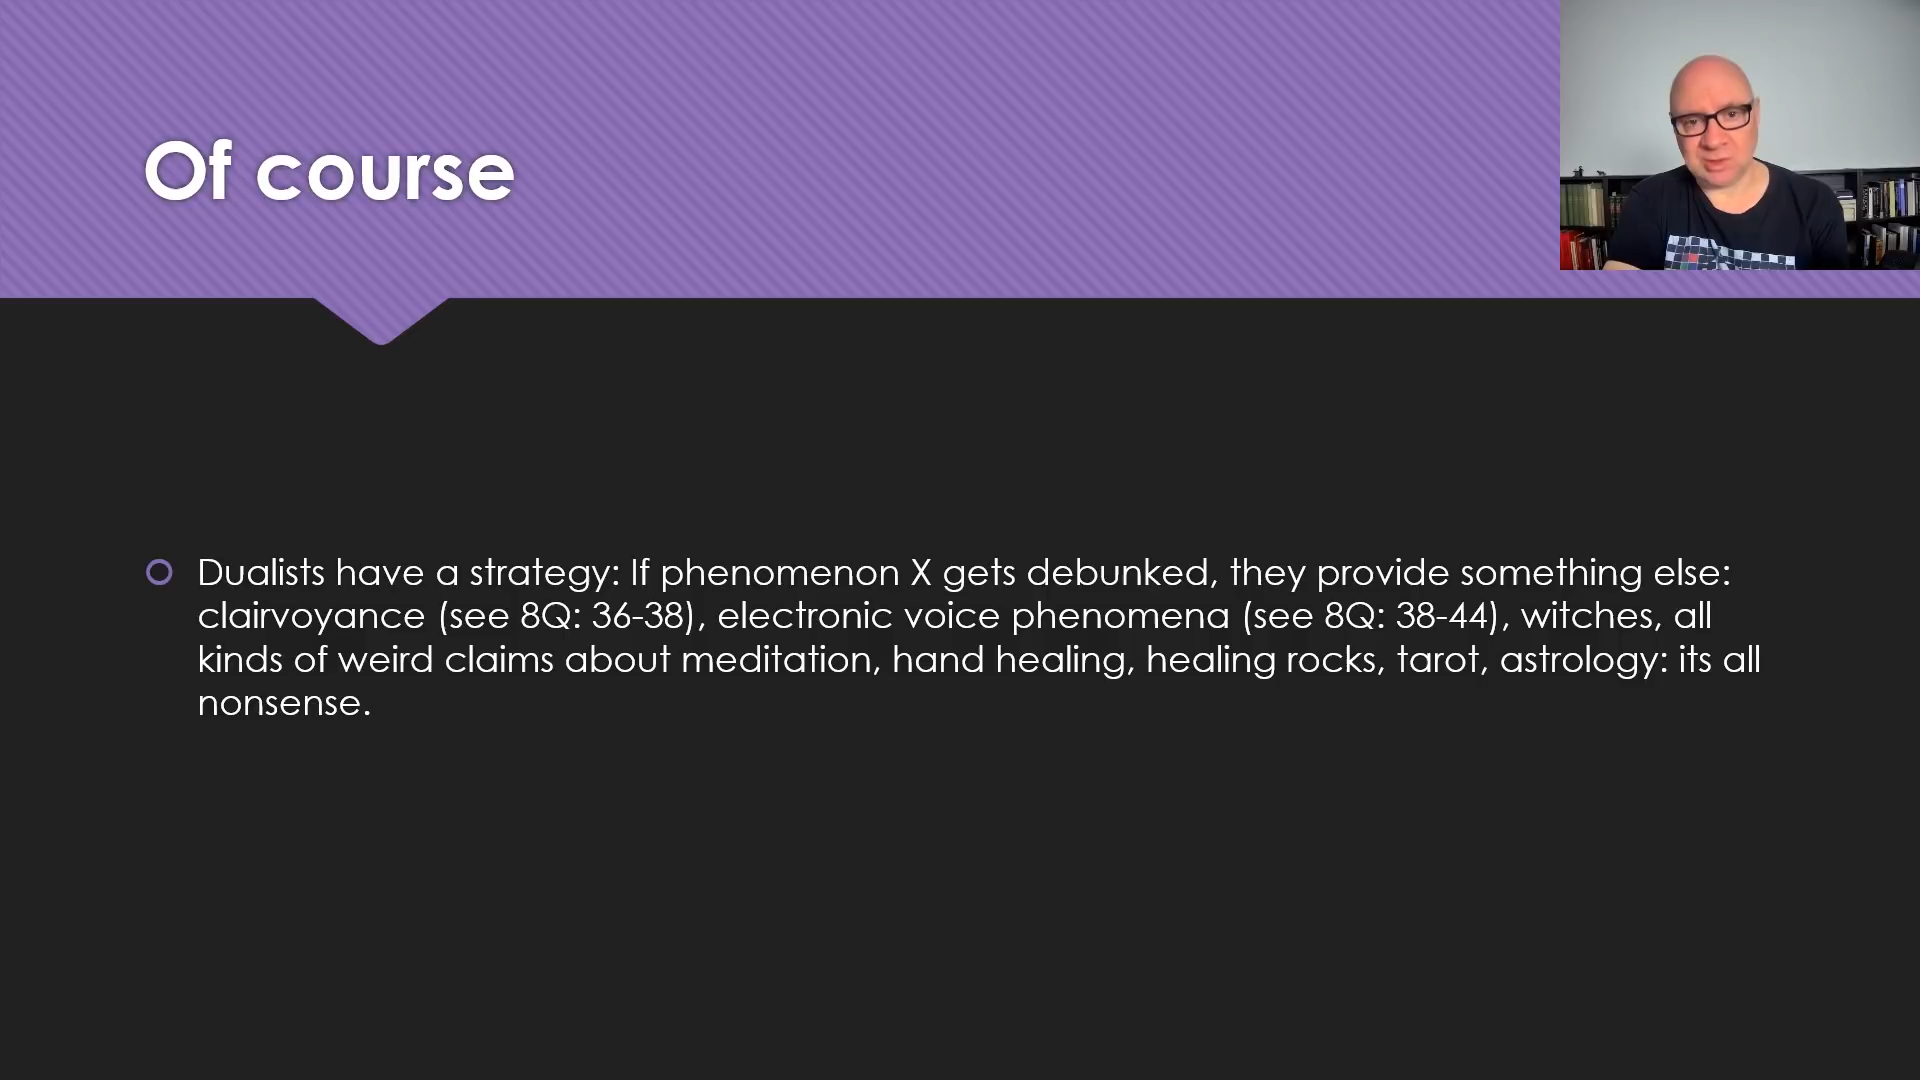 Of course
Dualists have a strategy: If phenomenon X gets debunked, they provide something else:
clairvoyance (see 8Q: 36-38), electronic voice phenomena (see 8Q: 38-44), witches, all
kinds of weird claims about meditation, hand healing, healing rocks, tarot, astrology: its all
nonsense.